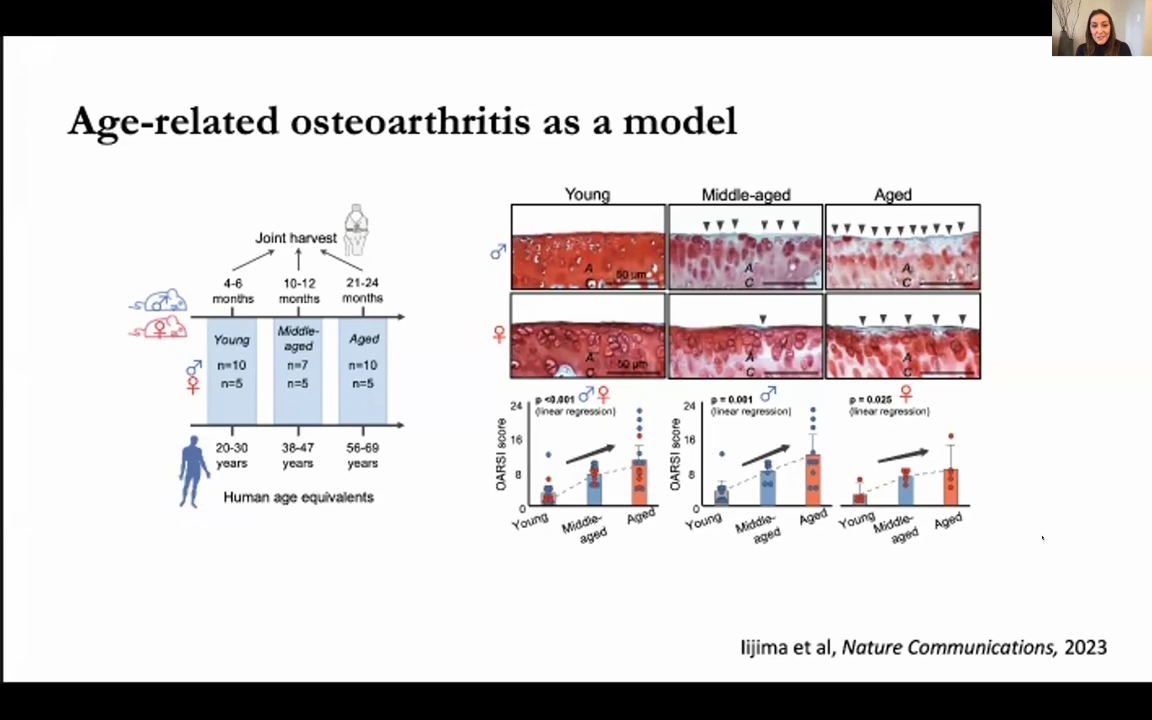 Age-related osteoarthritis as a model
Joint harvest
4-6 months
10-12 months
21-24 months
Young
Middle-aged
Aged
♂ n=10 n=7 n=10
♀ n=5 n=5 n=5
20-30 years
38-47 years
56-69 years
Human age equivalents
Young
Middle-aged
Aged
♂
A
C
50 μm
A
C
A
C
♀
A
C
50 μm
A
C
A
C
p <0.001 ♂♀
(linear regression)
OARSI score
24
16
8
0
Young
Middle-aged
Aged
p = 0.001 ♂
(linear regression)
OARSI score
24
16
8
0
Young
Middle-aged
Aged
p = 0.025 ♀
(linear regression)
Young
Middle-aged
Aged
Iijima et al, Nature Communications, 2023